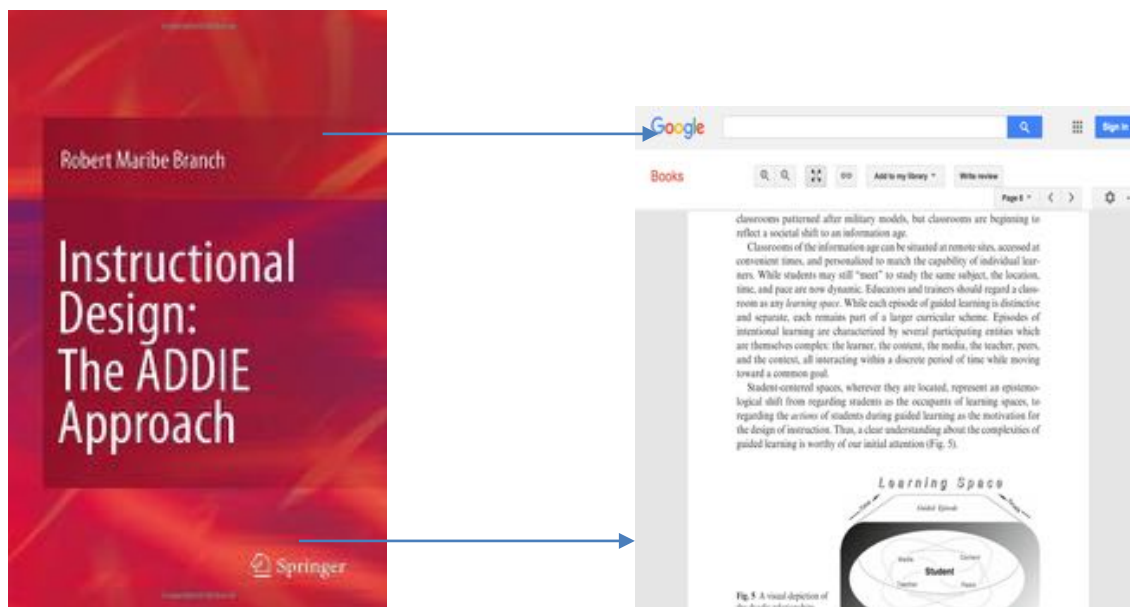 Robert Maribe Branch
Instructional
Design:
The ADDIE
Approach
Springer
Google
Sign in
Books
Add to my library
Write review
Page 8
classrooms patterned after military models, but classrooms are beginning to
reflect a societal shift to an information age.
Classrooms of the information age can be situated at remote sites, accessed at
convenient times, and personalized to match the capability of individual lear-
ners. While students may still "meet" to study the same subject, the location,
time, and pace are now dynamic. Educators and trainers should regard a class-
room as any learning space. While each episode of guided learning is distinctive
and separate, each remains part of a larger curricular scheme. Episodes of
intentional learning are characterized by several participating entities which
are themselves complex: the learner, the content, the media, the teacher, peers,
and the context, all interacting within a discrete period of time while moving
toward a common goal.
Student-centered spaces, wherever they are located, represent an epistemo-
logical shift from regarding students as the occupants of learning spaces, to
regarding the actions of students during guided learning as the motivation for
the design of instruction. Thus, a clear understanding about the complexities of
guided learning is worthy of our initial attention (Fig. 5).
Learning Space
Guided Episode
Media
Content
Student
Teacher
Peers
Fig. 5 A visual depiction of